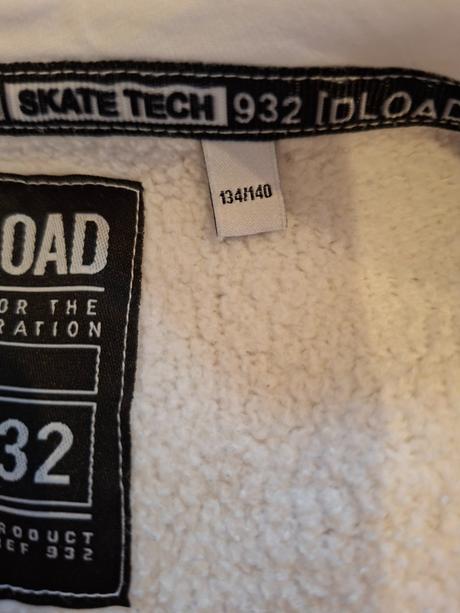 SKATE TECH 932 [DLOAD
134/140
OAD
OR THE
RATION
32
RODUCT
EF 932